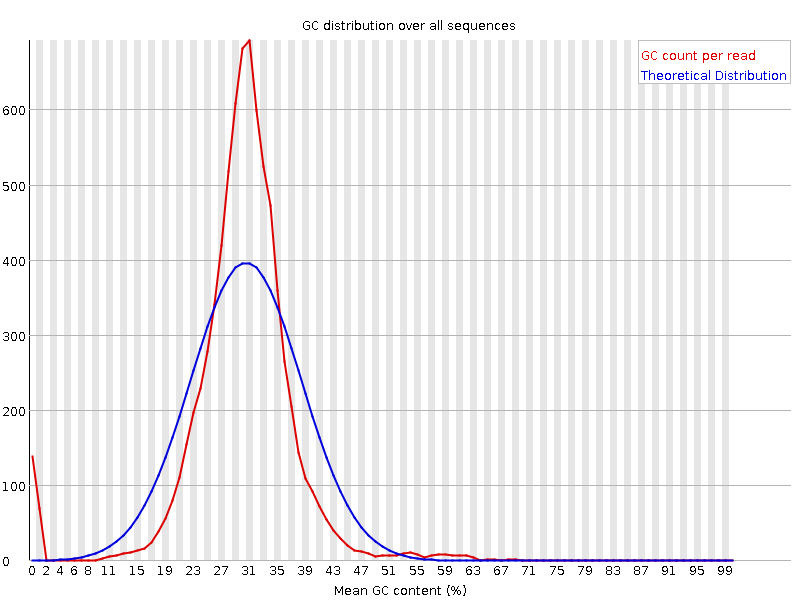 GC distribution over all sequences
GC count per read
Theoretical Distribution
600
500
400
300
200
100
0
0 2 4 6 8 11 15 19 23 27 31 35 39 43 47 51 55 59 63 67 71 75 79 83 87 91 95 99
Mean GC content (%)